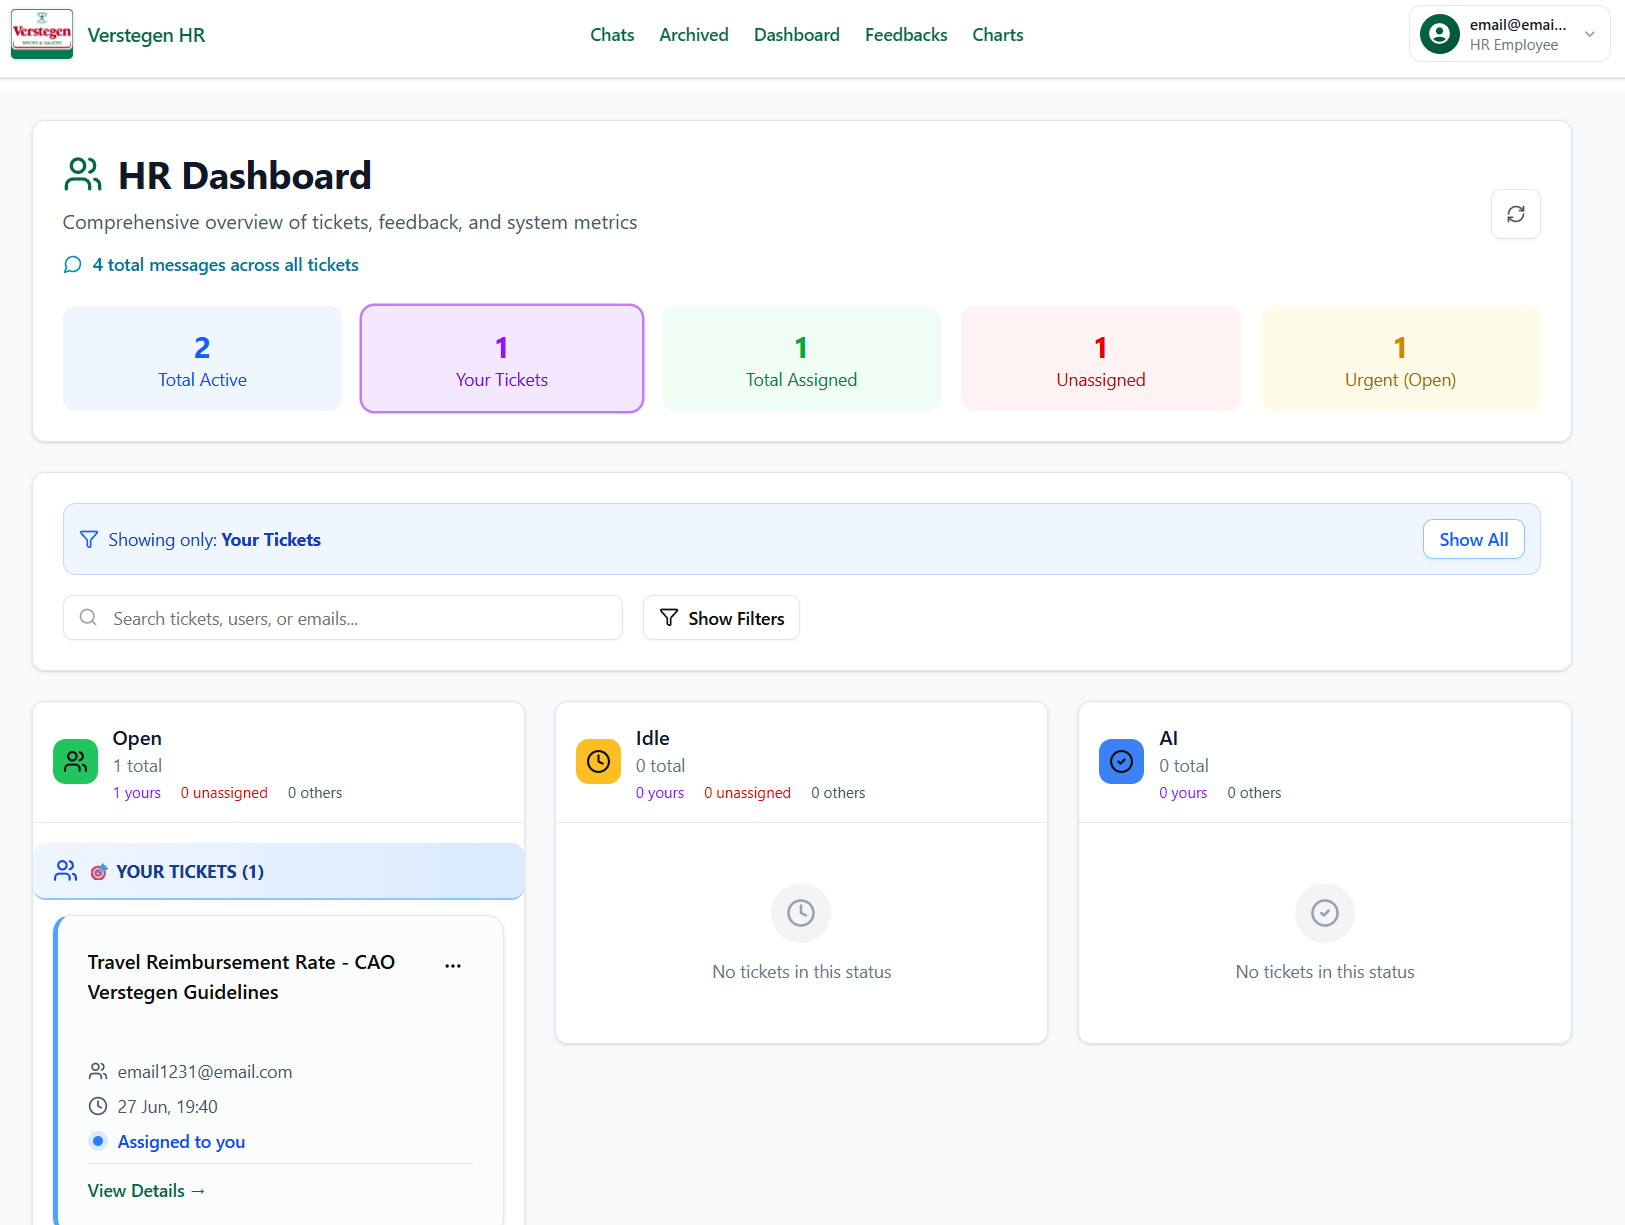 Verstegen
SPICES & SAUCES
Verstegen HR
Chats
Archived
Dashboard
Feedbacks
Charts
email@emai...
HR Employee
HR Dashboard
Comprehensive overview of tickets, feedback, and system metrics
4 total messages across all tickets
2
Total Active
1
Your Tickets
1
Total Assigned
1
Unassigned
1
Urgent (Open)
Showing only: Your Tickets
Show All
Search tickets, users, or emails...
Show Filters
Open
1 total
1 yours 0 unassigned 0 others
Idle
0 total
0 yours 0 unassigned 0 others
AI
0 total
0 yours 0 others
YOUR TICKETS (1)
Travel Reimbursement Rate - CAO
Verstegen Guidelines
...
email1231@email.com
27 Jun, 19:40
Assigned to you
View Details →
No tickets in this status
No tickets in this status